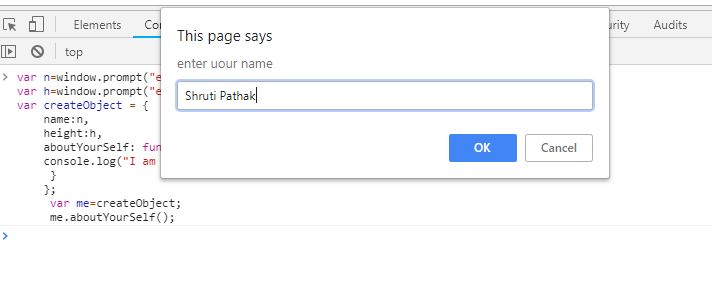 Elements Co urity Audits
top
This page says
enter uour name
Shruti Pathak
OK Cancel
> var n=window.prompt("e
var h=window.prompt("e
var createObject = {
name:n,
height:h,
aboutYourSelf: fun
console.log("I am
}
};
var me=createObject;
me.aboutYourSelf();
>